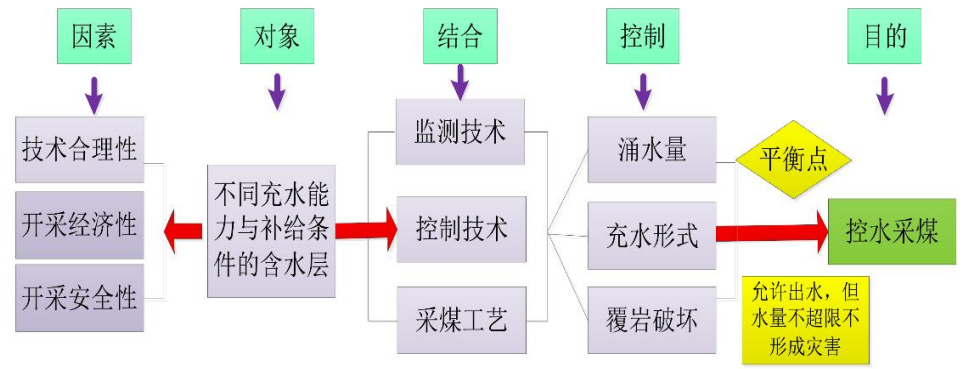 因素
对象
结合
控制
目的
技术合理性
开采经济性
开采安全性
不同充水能
力与补给条
件的含水层
监测技术
控制技术
采煤工艺
涌水量
充水形式
覆岩破坏
平衡点
控水采煤
允许出水，但
水量不超限不
形成灾害